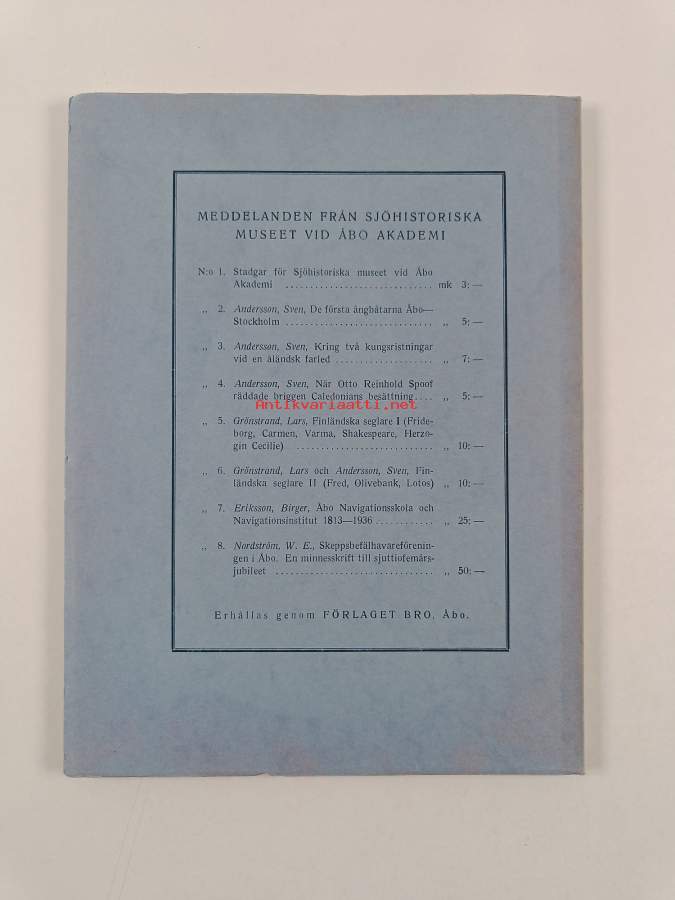 MEDDELANDEN FRÅN SJÖHISTORISKA
MUSEET VID ÅBO AKADEMI
N:o 1. Stadgar för Sjöhistoriska museet vid Åbo
Akademi .............................. mk 3:—
„ 2. Andersson, Sven, De första ångbåtarna Åbo—
Stockholm .............................. „ 5:—
„ 3. Andersson, Sven, Kring två kungsristningar
vid en åländsk farled .................... „ 7:—
„ 4. Andersson, Sven, När Otto Reinhold Spoof
räddade briggen Caledonians besättning.... „ 5:—
Antikvariaatti.net
„ 5. Grönstrand, Lars, Finländska seglare I (Fride-
borg, Carmen, Varma, Shakespeare, Herzo-
gin Cecilie) ............................ „ 10:—
„ 6. Grönstrand, Lars och Andersson, Sven, Fin-
ländska seglare II (Fred, Olivebank, Lotos) „ 10:—
„ 7. Eriksson, Birger, Åbo Navigationsskola och
Navigationsinstitut 1813—1936 ............ „ 25:—
„ 8. Nordström, W. E., Skeppsbefälhavareförenin-
gen i Åbo. En minnesskrift till sjuttiofemårs-
jubileet ................................ „ 50:—
Erhållas genom FÖRLAGET BRO, Åbo.